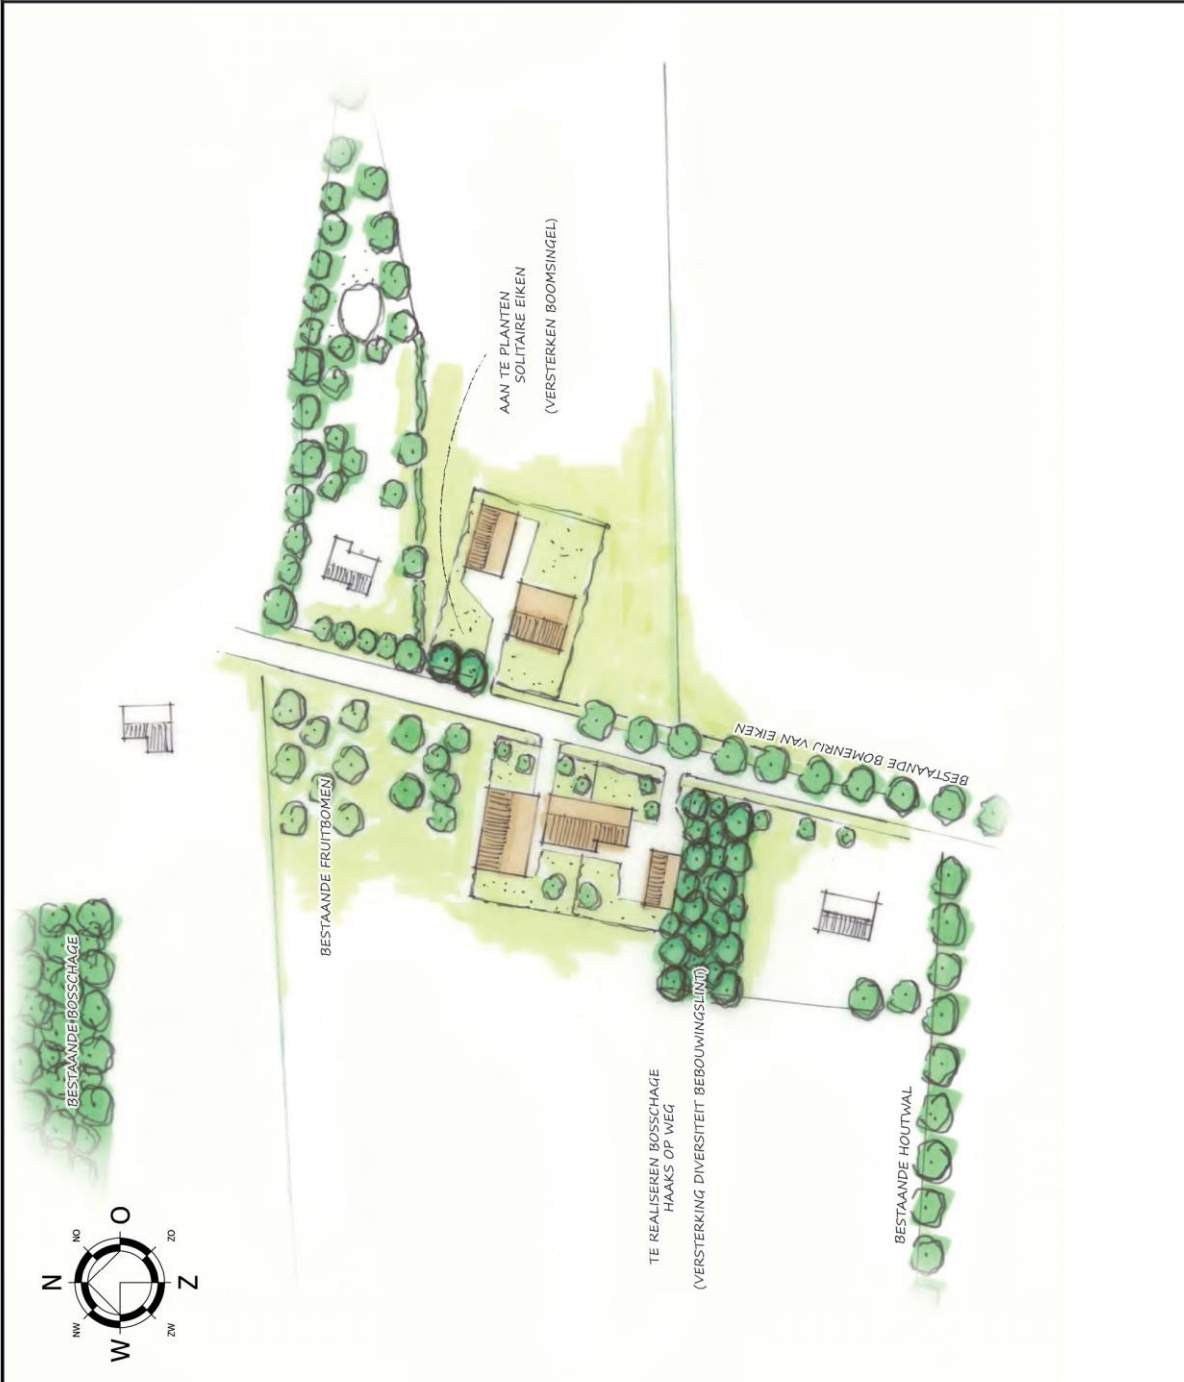 AAN TE PLANTEN
SOLITAIRE EIKEN
(VERSTERKEN BOOMSINGEL)
BESTAANDE BOMENRIJ VAN EIKEN
BESTAANDE FRUITBOMEN
BESTAANDE BOSSCHAGE
TE REALISEREN BOSSCHAGE
HAAKS OP WEG
(VERSTERKING DIVERSITEIT BEBOUWINGSLINT)
BESTAANDE HOUTWAL
N
NO
O
ZO
Z
ZW
W
NW